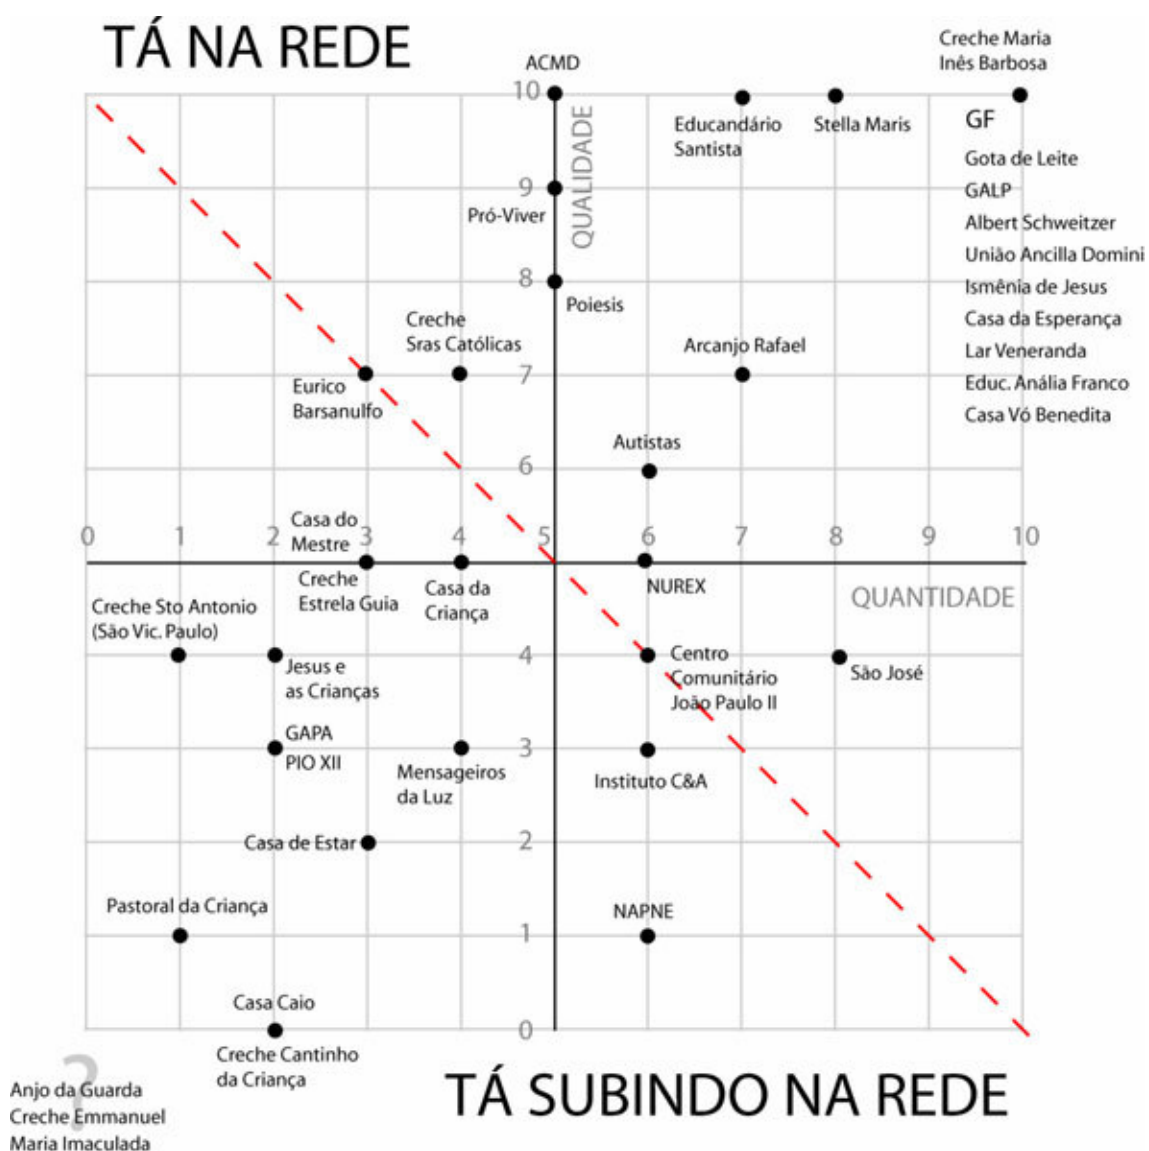 TÁ NA REDE
Creche Maria
Inês Barbosa
ACMD
10
QUALIDADE
Educandário
Santista
Stella Maris
GF
Gota de Leite
GALP
Albert Schweitzer
União Ancilla Domini
Ismênia de Jesus
Casa da Esperança
Lar Veneranda
Educ. Anália Franco
Casa Vó Benedita
9
Pró-Viver
8
Poiesis
Creche
Sras Católicas
Arcanjo Rafael
7
Eurico
Barsanulfo
Autistas
6
Casa do
Mestre
0 1 2 3 4 5 6 7 8 9 10
Creche
Estrela Guia
Casa da
Criança
NUREX
QUANTIDADE
Creche Sto Antonio
(São Vic. Paulo)
4
Jesus e
as Crianças
Centro
Comunitário
João Paulo II
São José
GAPA
PIO XII
3
Mensageiros
da Luz
Instituto C&A
2
Casa de Estar
Pastoral da Criança
NAPNE
1
Casa Caio
0
Creche Cantinho
da Criança
?
Anjo da Guarda
Creche Emmanuel
Maria Imaculada
TÁ SUBINDO NA REDE